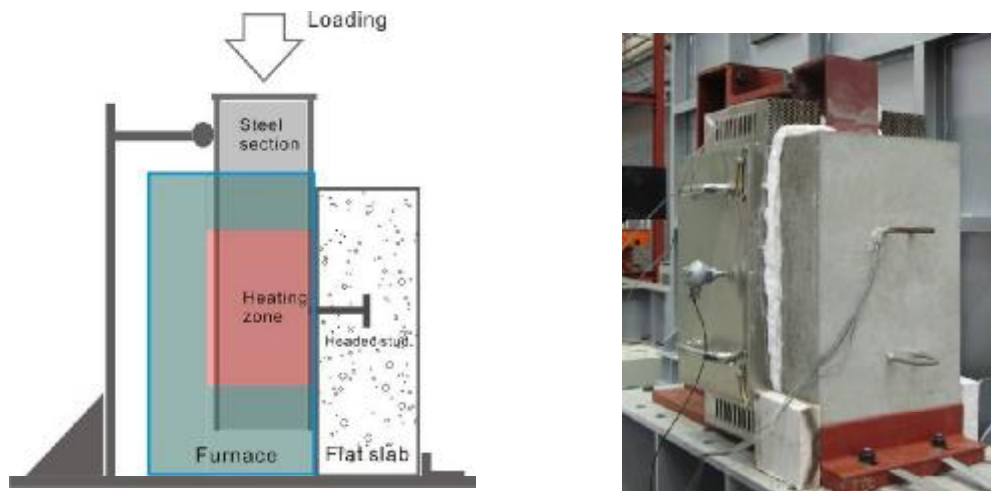 Loading
Steel
section
Heating
zone
Headed stud
Furnace
Flat slab